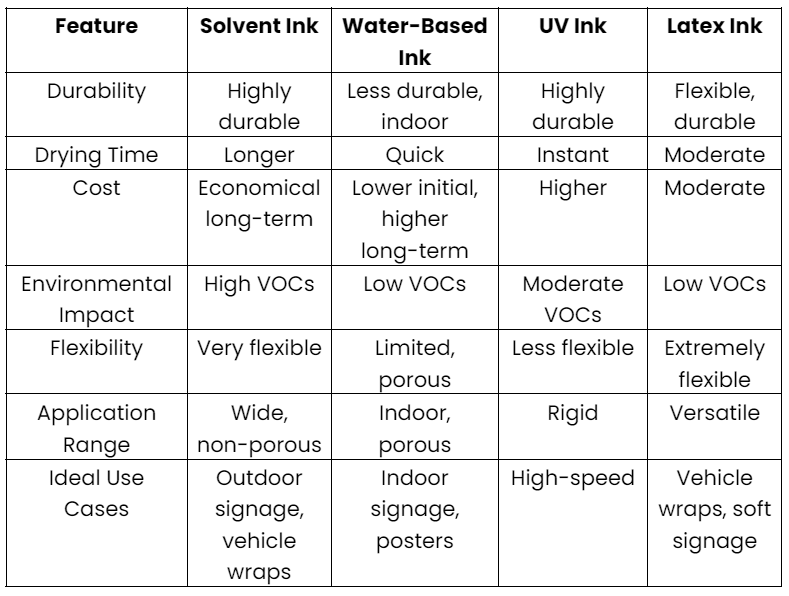 Feature Solvent Ink Water-Based Ink UV Ink Latex Ink
Durability Highly durable Less durable, indoor Highly durable Flexible, durable
Drying Time Longer Quick Instant Moderate
Cost Economical long-term Lower initial, higher long-term Higher Moderate
Environmental Impact High VOCs Low VOCs Moderate VOCs Low VOCs
Flexibility Very flexible Limited, porous Less flexible Extremely flexible
Application Range Wide, non-porous Indoor, porous Rigid Versatile
Ideal Use Cases Outdoor signage, vehicle wraps Indoor signage, posters High-speed Vehicle wraps, soft signage